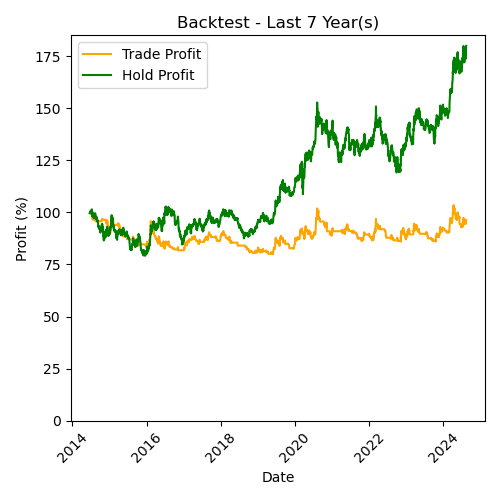 Backtest - Last 7 Year(s)
Trade Profit
Hold Profit
175
150
125
100
75
50
25
0
Profit (%)
2014
2016
2018
2020
2022
2024
Date